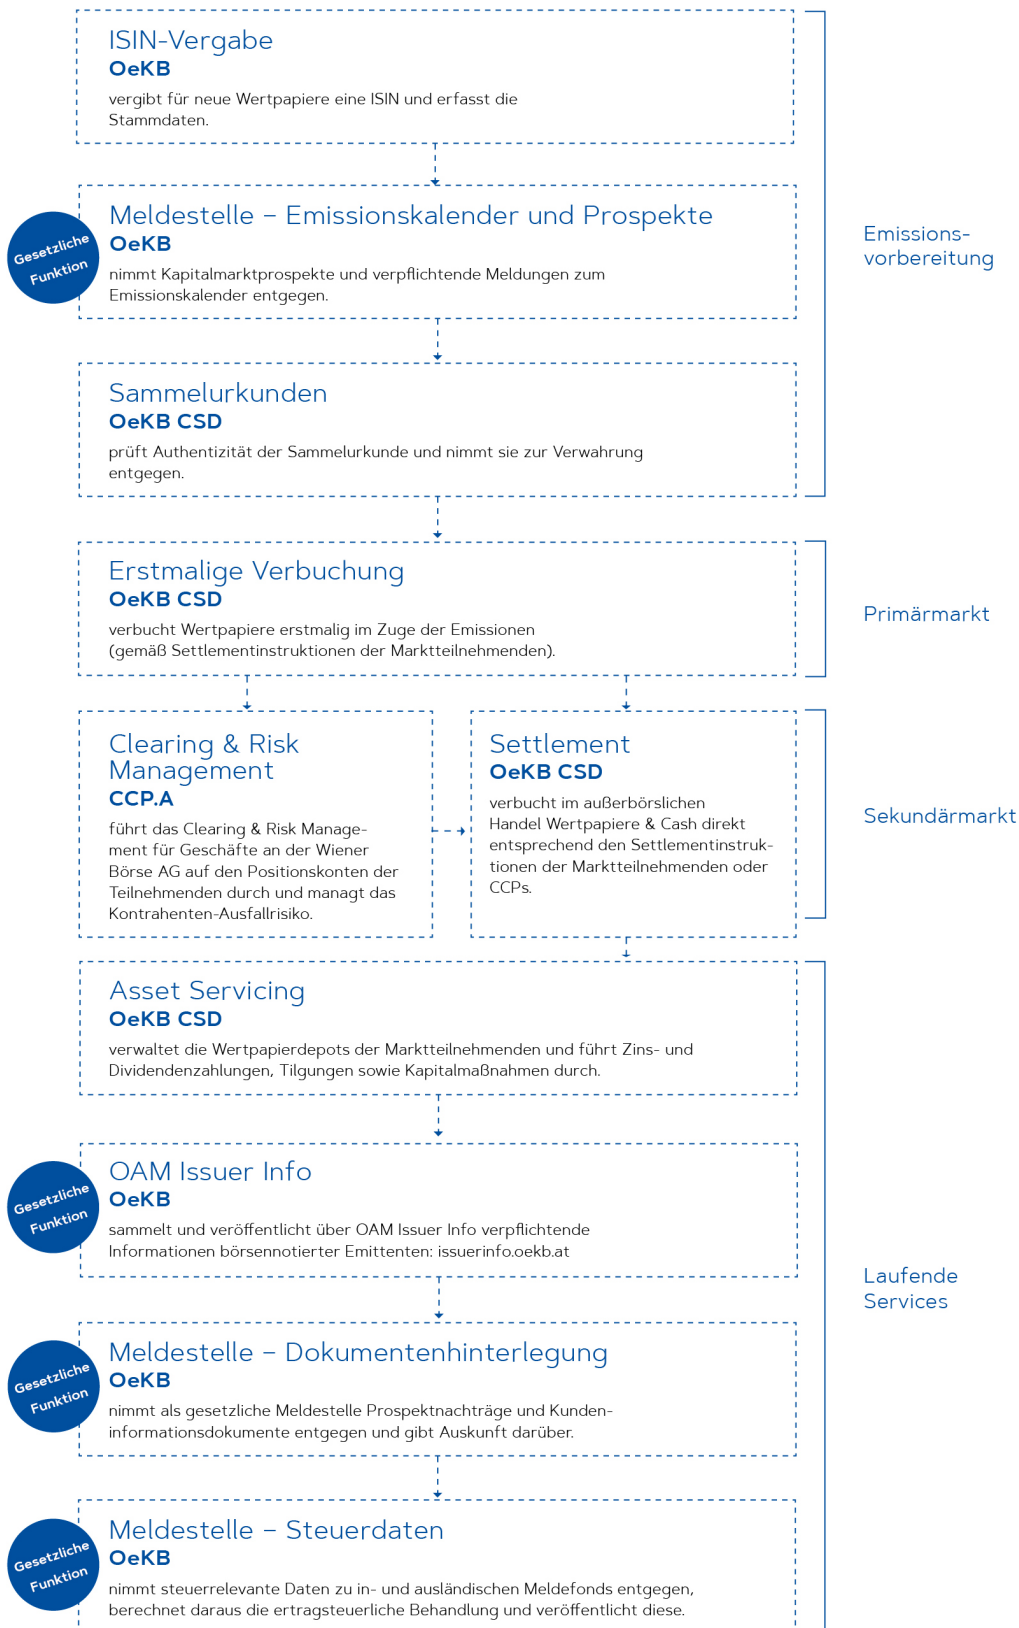 ISIN-Vergabe
OeKB
vergibt für neue Wertpapiere eine ISIN und erfasst die
Stammdaten.
Gesetzliche
Funktion
Meldestelle – Emissionskalender und Prospekte
OeKB
nimmt Kapitalmarktprospekte und verpflichtende Meldungen zum
Emissionskalender entgegen.
Emissions-
vorbereitung
Sammelurkunden
OeKB CSD
prüft Authentizität der Sammelurkunde und nimmt sie zur Verwahrung
entgegen.
Erstmalige Verbuchung
OeKB CSD
verbucht Wertpapiere erstmalig im Zuge der Emissionen
(gemäß Settlementinstruktionen der Marktteilnehmenden).
Primärmarkt
Clearing & Risk
Management
CCP.A
führt das Clearing & Risk Manage-
ment für Geschäfte an der Wiener
Börse AG auf den Positionskonten der
Teilnehmenden durch und managt das
Kontrahenten-Ausfallrisiko.
Settlement
OeKB CSD
verbucht im außerbörslichen
Handel Wertpapiere & Cash direkt
entsprechend den Settlementinstruk-
tionen der Marktteilnehmenden oder
CCPs.
Sekundärmarkt
Asset Servicing
OeKB CSD
verwaltet die Wertpapierdepots der Marktteilnehmenden und führt Zins- und
Dividendenzahlungen, Tilgungen sowie Kapitalmaßnahmen durch.
Gesetzliche
Funktion
OAM Issuer Info
OeKB
sammelt und veröffentlicht über OAM Issuer Info verpflichtende
Informationen börsennotierter Emittenten: issuerinfo.oekb.at
Laufende
Services
Gesetzliche
Funktion
Meldestelle – Dokumentenhinterlegung
OeKB
nimmt als gesetzliche Meldestelle Prospektnachträge und Kunden-
informationsdokumente entgegen und gibt Auskunft darüber.
Gesetzliche
Funktion
Meldestelle – Steuerdaten
OeKB
nimmt steuerrelevante Daten zu in- und ausländischen Meldefonds entgegen,
berechnet daraus die ertragsteuerliche Behandlung und veröffentlicht diese.